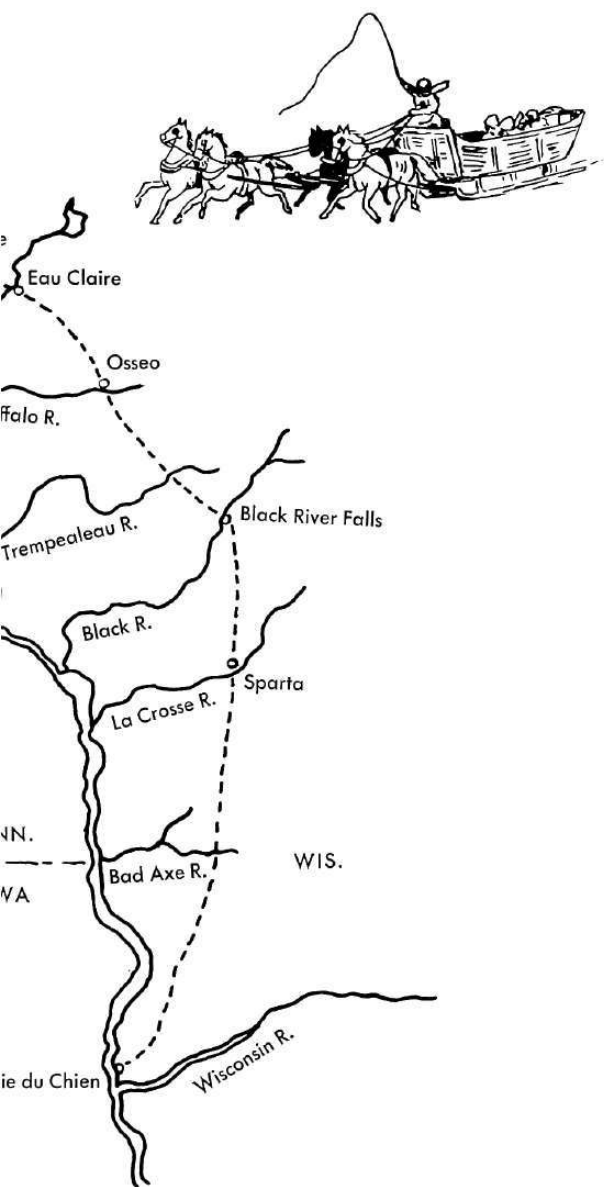 e
Eau Claire
Osseo
ffalo R.
Trempealeau R.
Black River Falls
Black R.
Sparta
La Crosse R.
NN.
WIS.
Bad Axe R.
WA
ie du Chien
Wisconsin R.